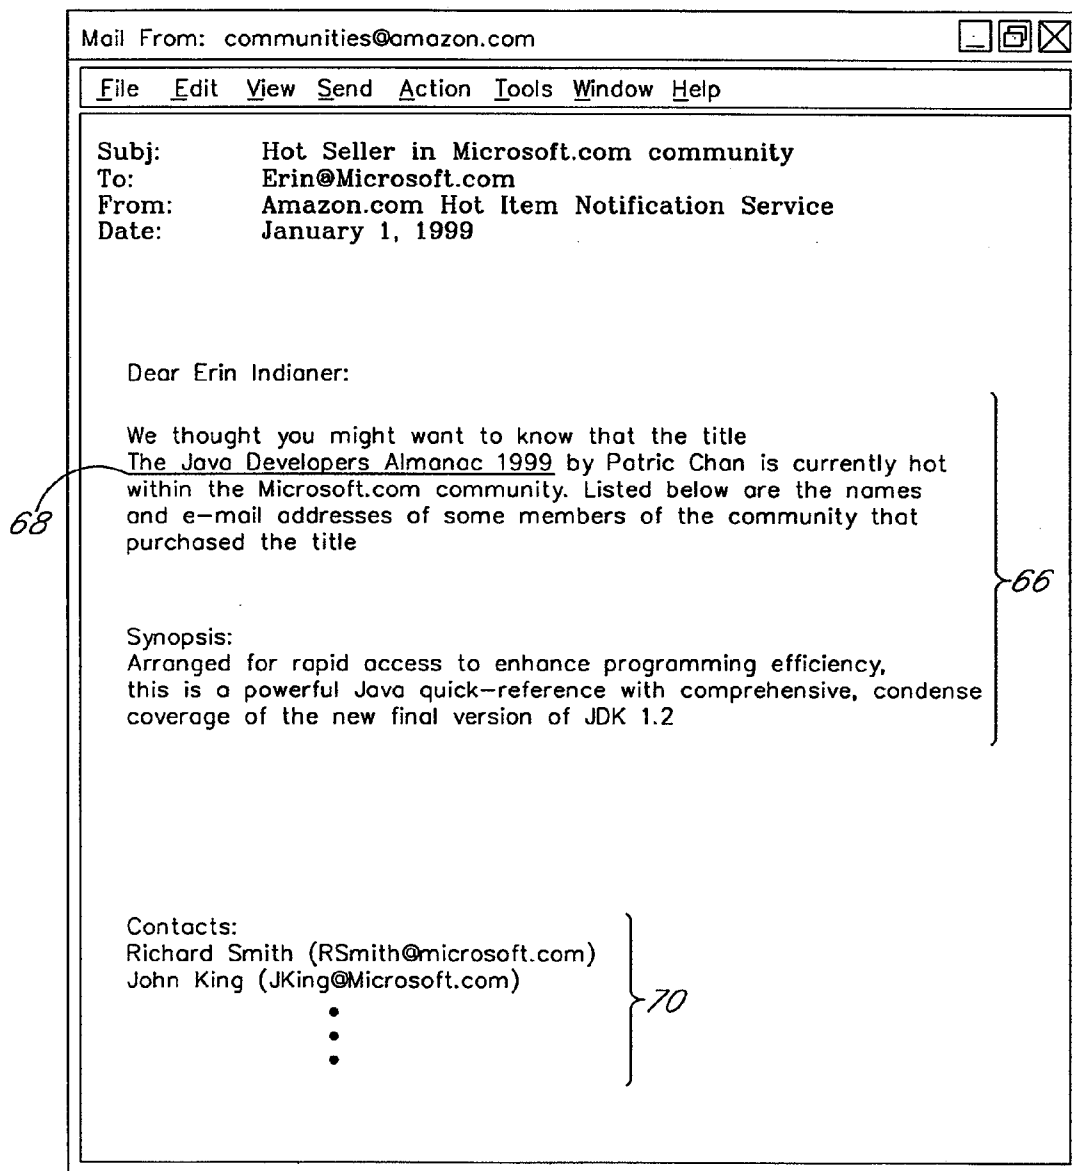 Mail From: communities@amazon.com
File Edit View Send Action Tools Window Help
Subj: Hot Seller in Microsoft.com community
To: Erin@Microsoft.com
From: Amazon.com Hot Item Notification Service
Date: January 1, 1999
Dear Erin Indianer:
We thought you might want to know that the title
The Java Developers Almanac 1999 by Patric Chan is currently hot
within the Microsoft.com community. Listed below are the names
and e-mail addresses of some members of the community that
purchased the title
68
66
Synopsis:
Arranged for rapid access to enhance programming efficiency,
this is a powerful Java quick-reference with comprehensive, condense
coverage of the new final version of JDK 1.2
Contacts:
Richard Smith (RSmith@microsoft.com)
John King (JKing@Microsoft.com)
70